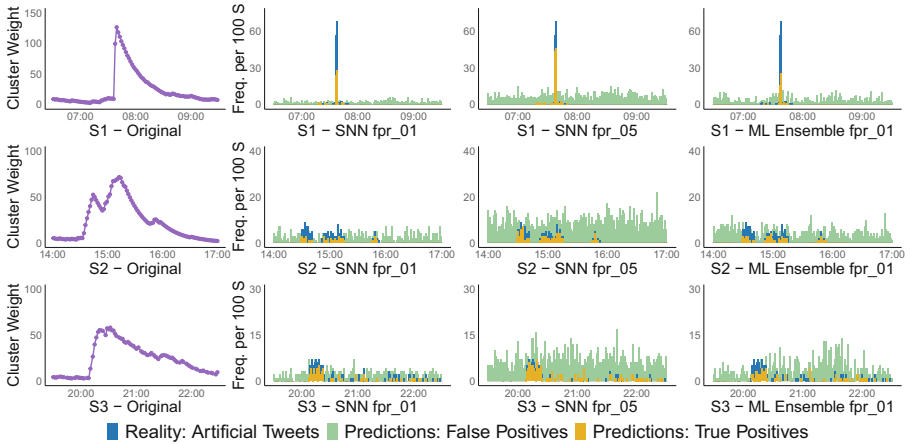 Cluster Weight
150
100
50
0
07:00 08:00 09:00
S1 − Original
Freq. per 100 S
60
40
20
0
07:00 08:00 09:00
S1 − SNN fpr_01
60
40
20
0
07:00 08:00 09:00
S1 − SNN fpr_05
60
40
20
0
07:00 08:00 09:00
S1 − ML Ensemble fpr_01
Cluster Weight
100
50
0
14:00 15:00 16:00 17:00
S2 − Original
Freq. per 100 S
40
20
0
14:00 15:00 16:00 17:00
S2 − SNN fpr_01
40
20
0
14:00 15:00 16:00 17:00
S2 − SNN fpr_05
40
20
0
14:00 15:00 16:00 17:00
S2 − ML Ensemble fpr_01
Cluster Weight
100
50
0
20:00 21:00 22:00
S3 − Original
Freq. per 100 S
30
15
0
20:00 21:00 22:00
S3 − SNN fpr_01
30
15
0
20:00 21:00 22:00
S3 − SNN fpr_05
30
15
0
20:00 21:00 22:00
S3 − ML Ensemble fpr_01
Reality: Artificial Tweets Predictions: False Positives Predictions: True Positives